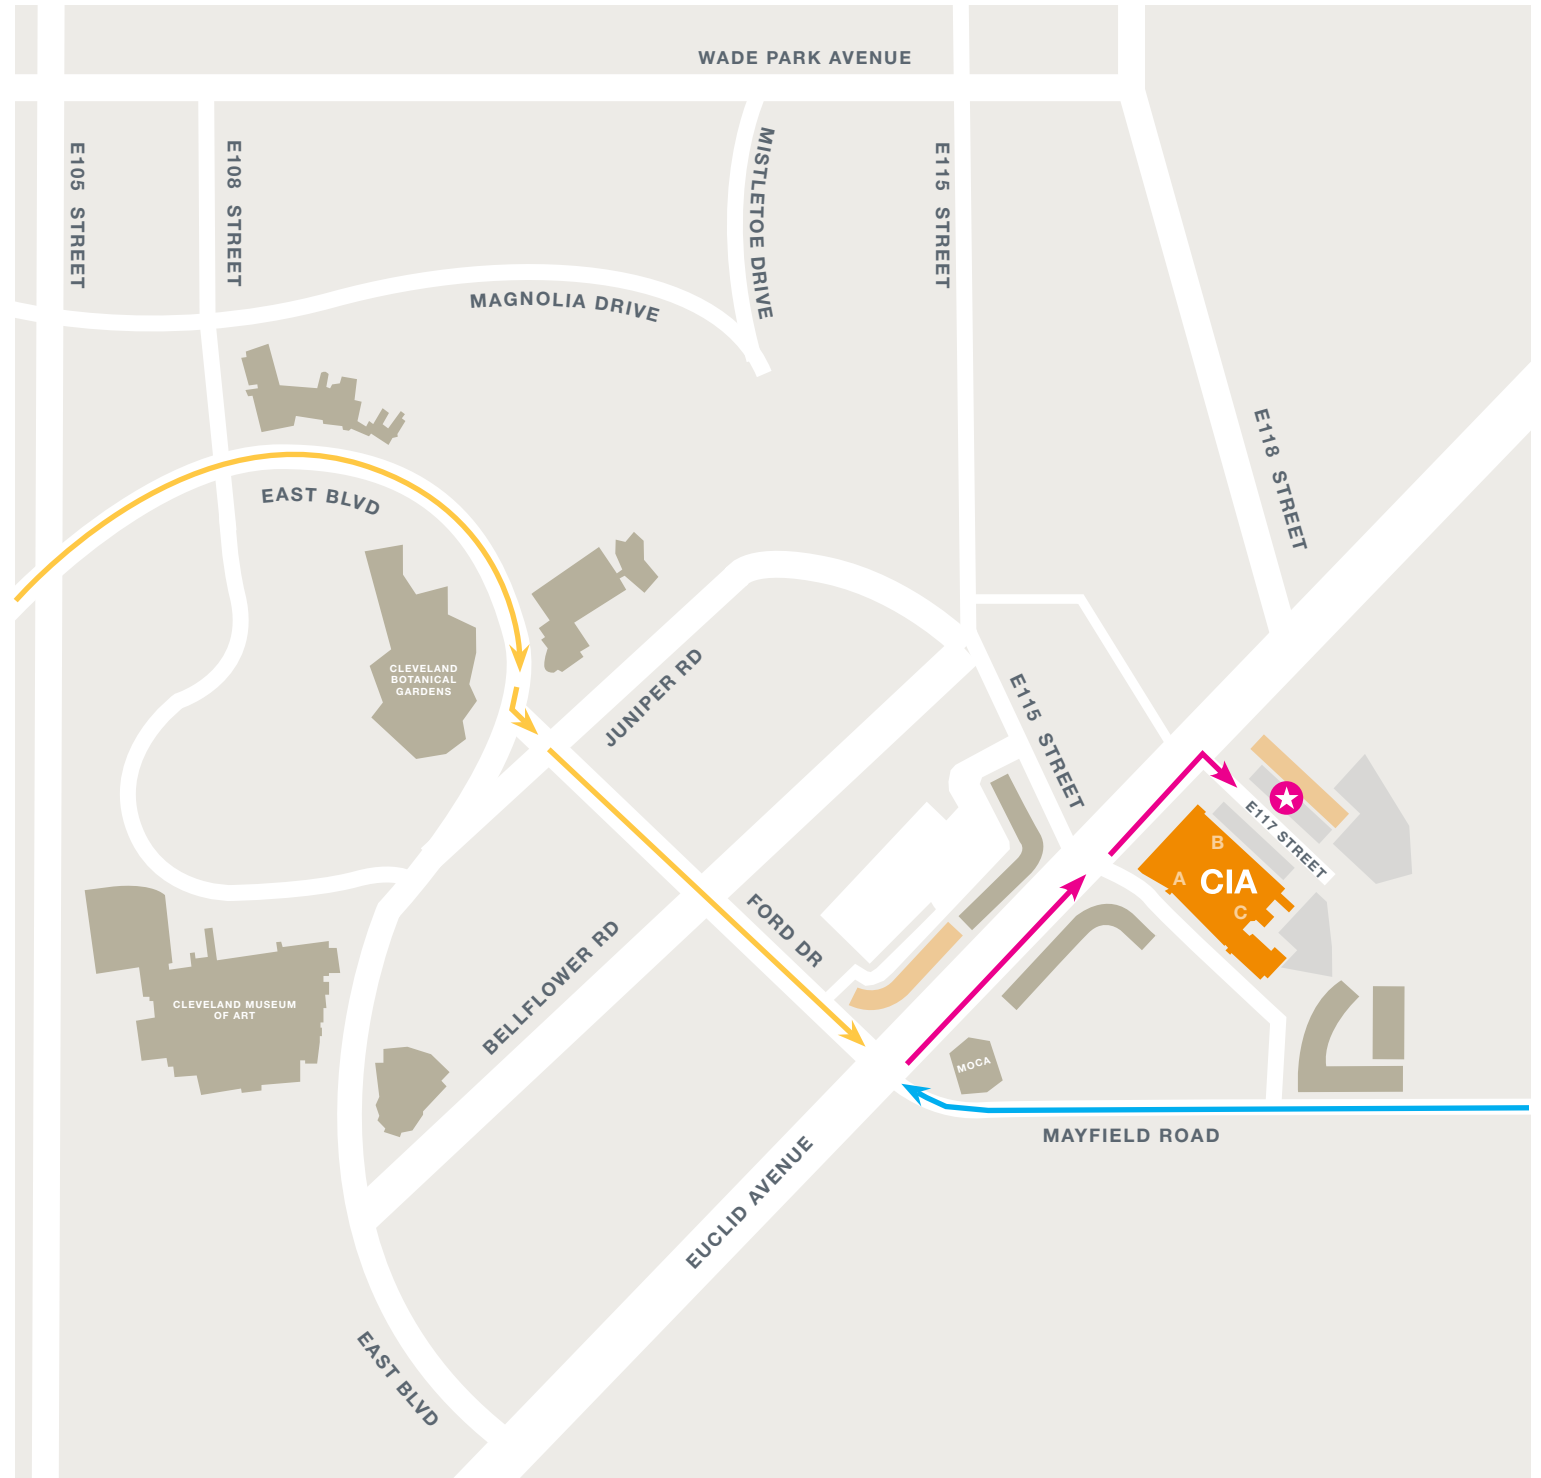 WADE PARK AVENUE
E105 STREET
E108 STREET
MISTLETOE DRIVE
E115 STREET
MAGNOLIA DRIVE
E118 STREET
EAST BLVD
CLEVELAND
BOTANICAL
GARDENS
JUNIPER RD
E115 STREET
E117 STREET
B
A
CIA
C
FORD DR
BELLFLOWER RD
CLEVELAND MUSEUM
OF ART
MOCA
MAYFIELD ROAD
EUCLID AVENUE
EAST BLVD